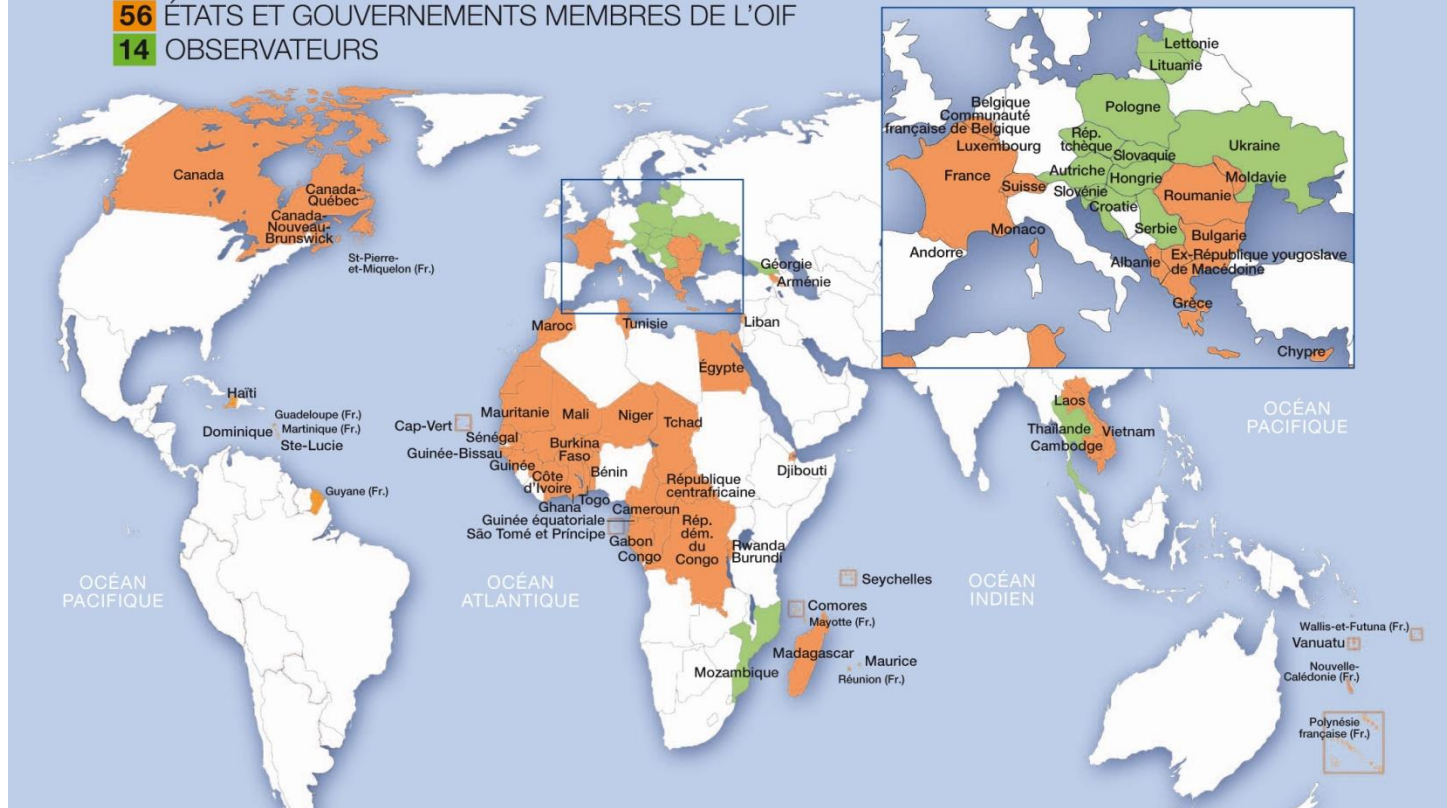 56 ÉTATS ET GOUVERNEMENTS MEMBRES DE L'OIF
14 OBSERVATEURS
Canada
Canada-
Québec
Canada-
Nouveau-
Brunswick
St-Pierre-
et-Miquelon (Fr.)
Haïti
Guadeloupe (Fr.)
Martinique (Fr.)
Dominique
Ste-Lucie
Guyane (Fr.)
OCÉAN
PACIFIQUE
OCÉAN
ATLANTIQUE
Géorgie
Arménie
Maroc
Tunisie
Liban
Égypte
Cap-Vert
Mauritanie
Mali
Niger
Tchad
Sénégal
Guinée-Bissau
Guinée
Burkina
Faso
Côte
d'Ivoire
Bénin
Togo
Ghana
Cameroun
République
centrafricaine
Djibouti
Guinée équatoriale
São Tomé et Príncipe
Gabon
Congo
Rép.
dém.
du
Congo
Rwanda
Burundi
Seychelles
Comores
Mayotte (Fr.)
Madagascar
Maurice
Réunion (Fr.)
Mozambique
OCÉAN
INDIEN
Lettonie
Lituanie
Pologne
Belgique
Communauté
française de Belgique
Luxembourg
Rép.
tchèque
Slovaquie
Ukraine
France
Suisse
Autriche
Hongrie
Moldavie
Slovénie
Roumanie
Croatie
Serbie
Monaco
Bulgarie
Andorre
Albanie
Ex-République yougoslave
de Macédoine
Grèce
Chypre
Laos
Thaïlande
Vietnam
Cambodge
OCÉAN
PACIFIQUE
Wallis-et-Futuna (Fr.)
Vanuatu
Nouvelle-
Calédonie (Fr.)
Polynésie
française (Fr.)